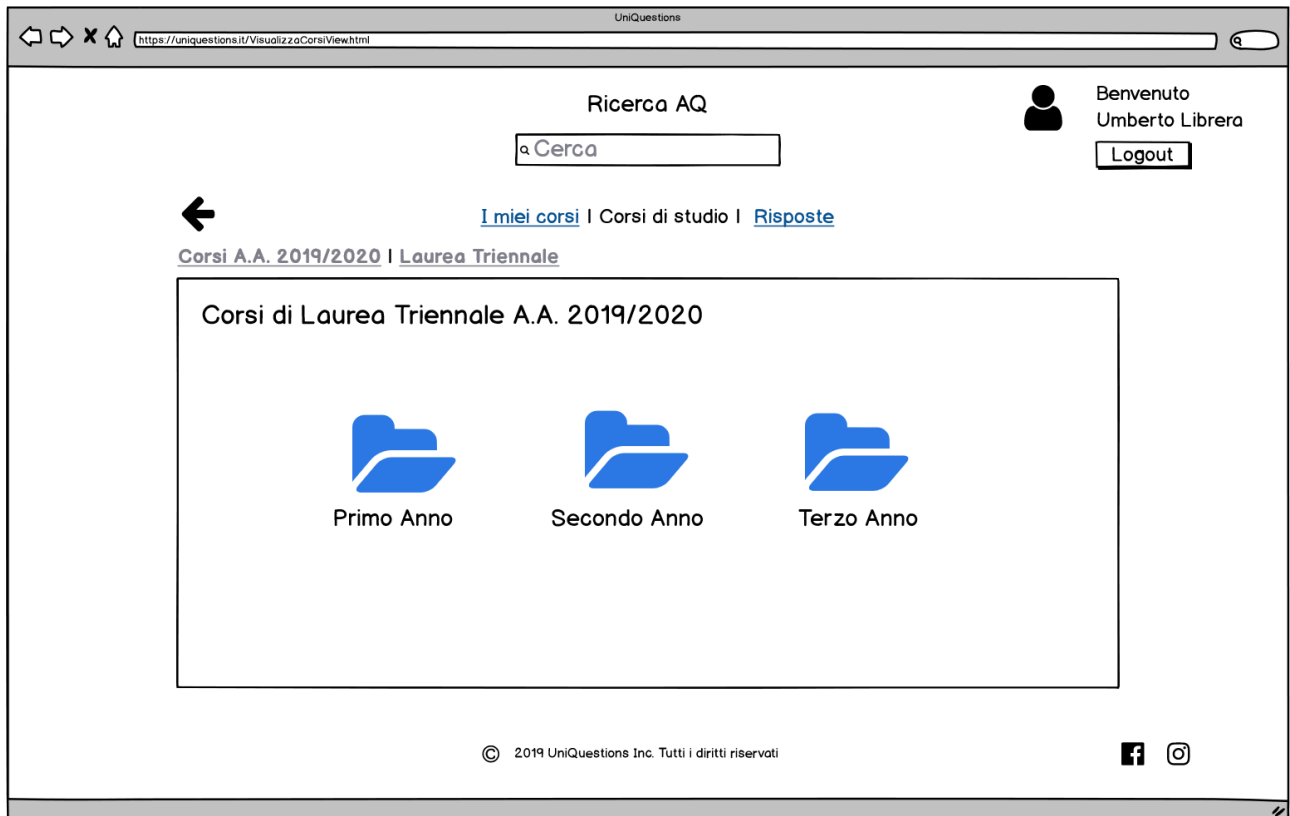 UniQuestions
https://uniquestions.it/VisualizzaCorsiView.html
Ricerca AQ
Cerca
Benvenuto
Umberto Librera
Logout
I miei corsi | Corsi di studio | Risposte
Corsi A.A. 2019/2020 | Laurea Triennale
Corsi di Laurea Triennale A.A. 2019/2020
Primo Anno Secondo Anno Terzo Anno
© 2019 UniQuestions Inc. Tutti i diritti riservati